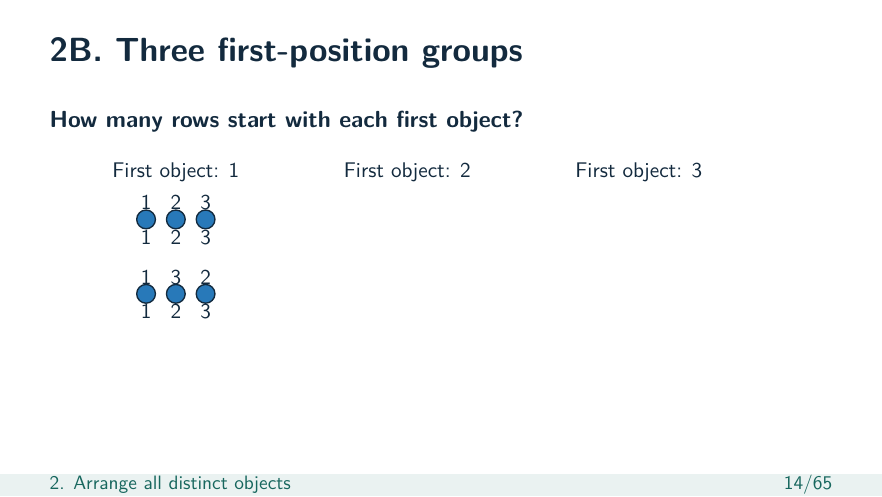 2B. Three first-position groups
How many rows start with each first object?
First object: 1 First object: 2 First object: 3
1 2 3
1 2 3
1 3 2
1 2 3
2. Arrange all distinct objects 14/65